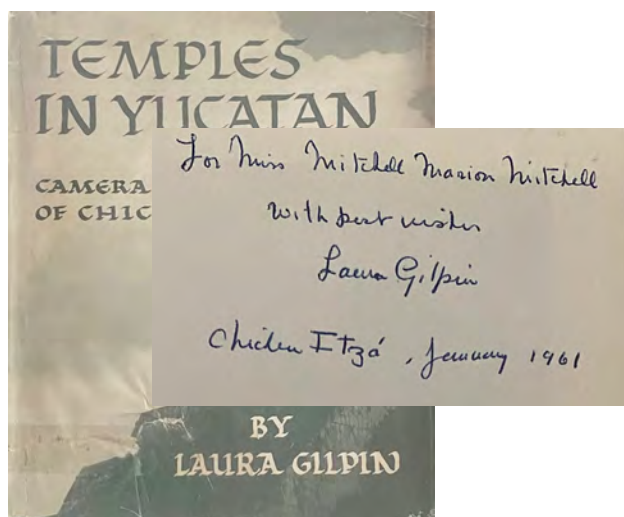 TEMPLES
IN YUCATAN
CAMERA
OF CHIC
For Miss Mitchell Marion Mitchell
With best wishes
Laura Gilpin
Chichen Itzá, January 1961
BY
LAURA GILPIN